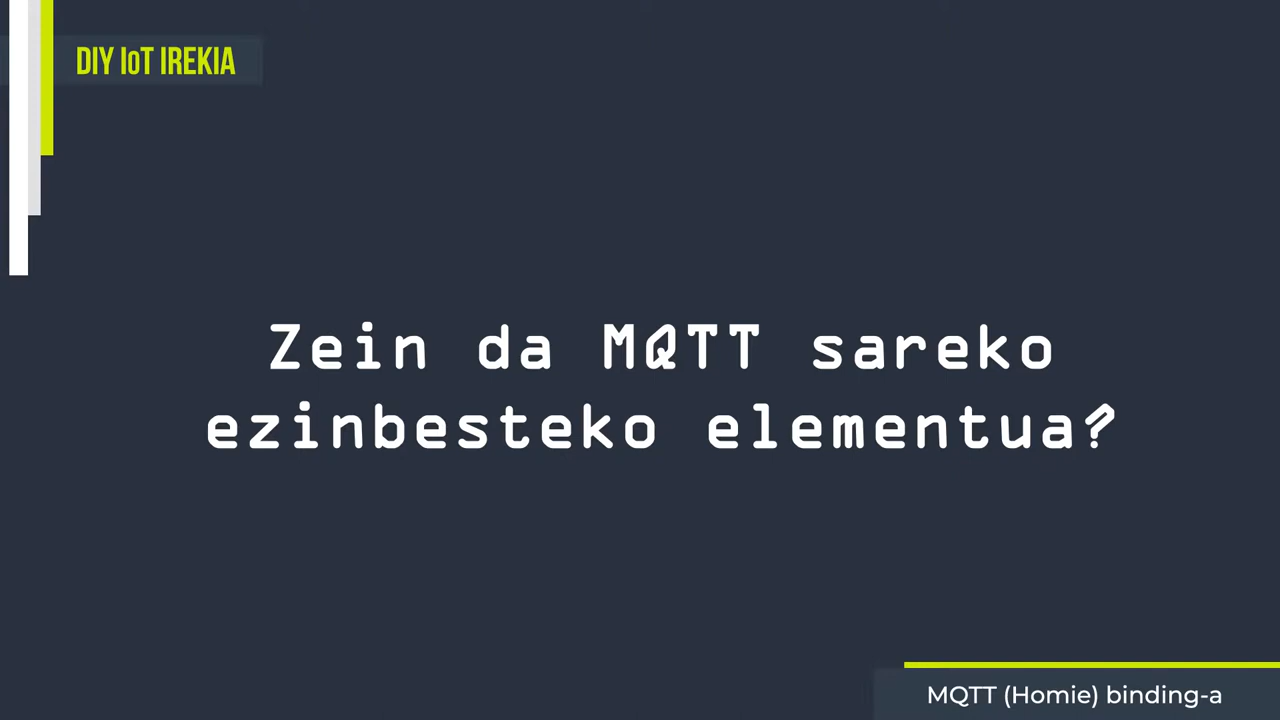 DIY IoT IREKIA
Zein da MQTT sareko
ezinbesteko elementua?
MQTT (Homie) binding-a